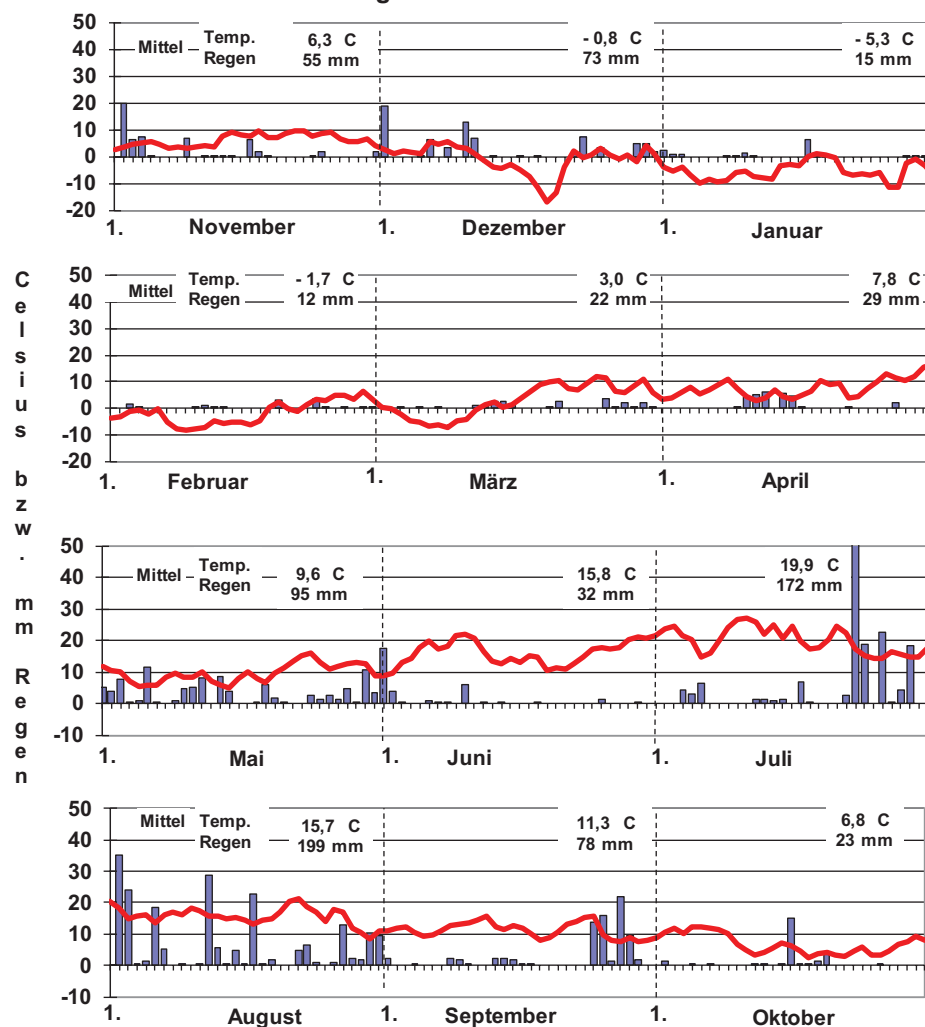 50
40
30
20
10
0
-10
-20
Mittel Temp. 6,3 C - 0,8 C - 5,3 C
Regen 55 mm 73 mm 15 mm
1. November 1. Dezember 1. Januar
Celsius bzw. mm Regen
50
40
30
20
10
0
-10
-20
Mittel Temp. - 1,7 C 3,0 C 7,8 C
Regen 12 mm 22 mm 29 mm
1. Februar 1. März 1. April
50
40
30
20
10
0
-10
Mittel Temp. 9,6 C 15,8 C 19,9 C
Regen 95 mm 32 mm 172 mm
1. Mai 1. Juni 1. Juli
50
40
30
20
10
0
-10
Mittel Temp. 15,7 C 11,3 C 6,8 C
Regen 199 mm 78 mm 23 mm
1. August 1. September 1. Oktober